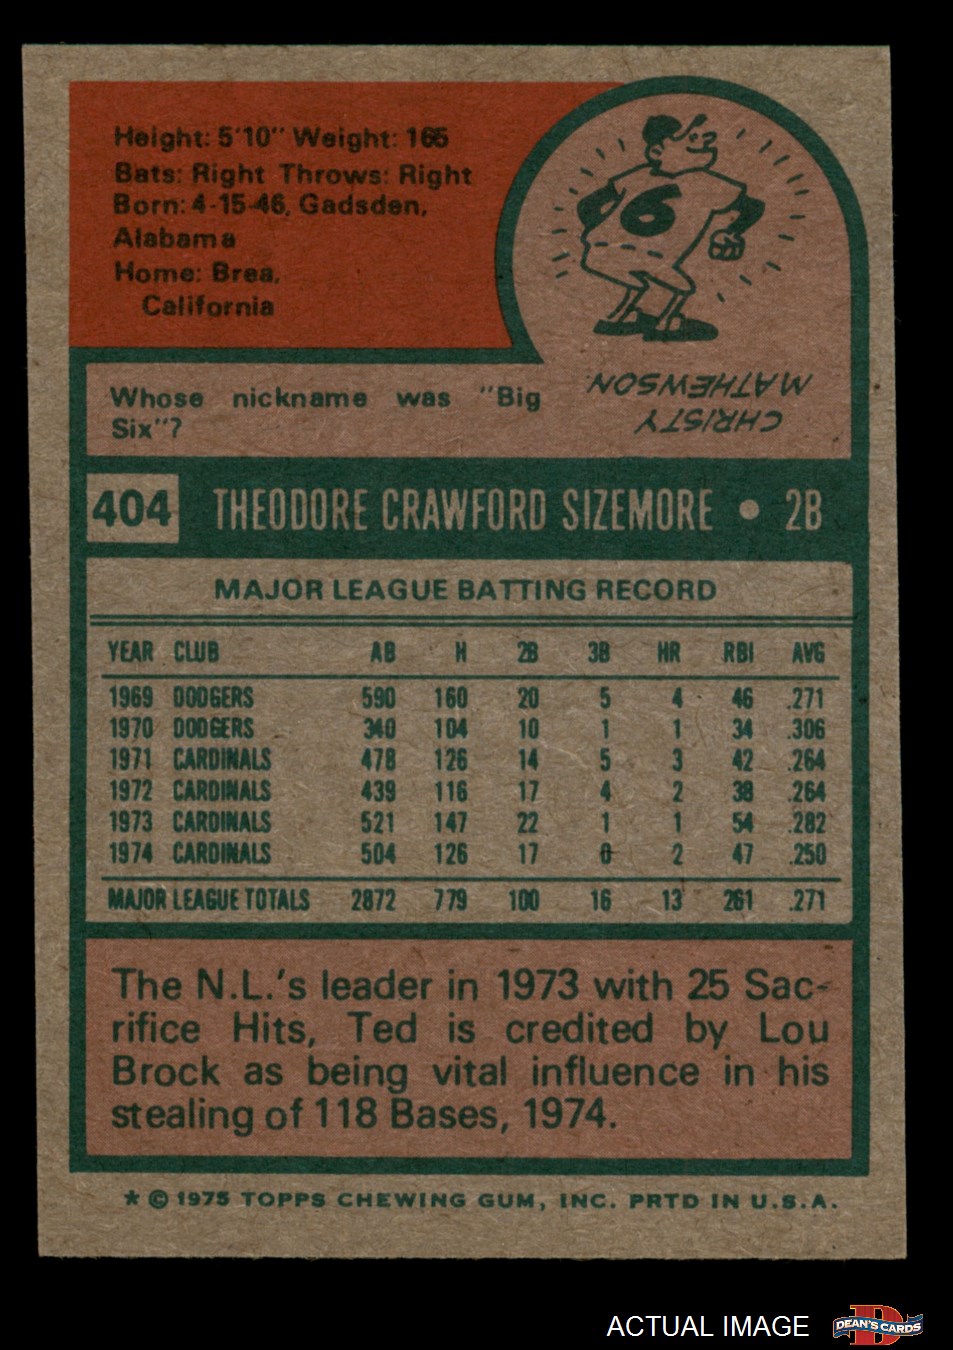 Height: 5'10" Weight: 165
Bats: Right Throws: Right
Born: 4-15-46, Gadsden,
Alabama
Home: Brea,
California
6
Whose nickname was "Big
Six"?
CHRISTY
MATHEWSON
404 THEODORE CRAWFORD SIZEMORE • 2B
MAJOR LEAGUE BATTING RECORD
YEAR CLUB AB H 2B 3B HR RBI AVG
1969 DODGERS 590 160 20 5 4 46 .271
1970 DODGERS 340 104 10 1 1 34 .306
1971 CARDINALS 478 126 14 5 3 42 .264
1972 CARDINALS 439 116 17 4 2 38 .264
1973 CARDINALS 521 147 22 1 1 54 .282
1974 CARDINALS 504 126 17 0 2 47 .250
MAJOR LEAGUE TOTALS 2872 779 100 16 13 261 .271
The N.L.'s leader in 1973 with 25 Sac-
rifice Hits, Ted is credited by Lou
Brock as being vital influence in his
stealing of 118 Bases, 1974.
* © 1975 TOPPS CHEWING GUM, INC. PRTD IN U.S.A.
ACTUAL IMAGE
D
DEAN'S CARDS